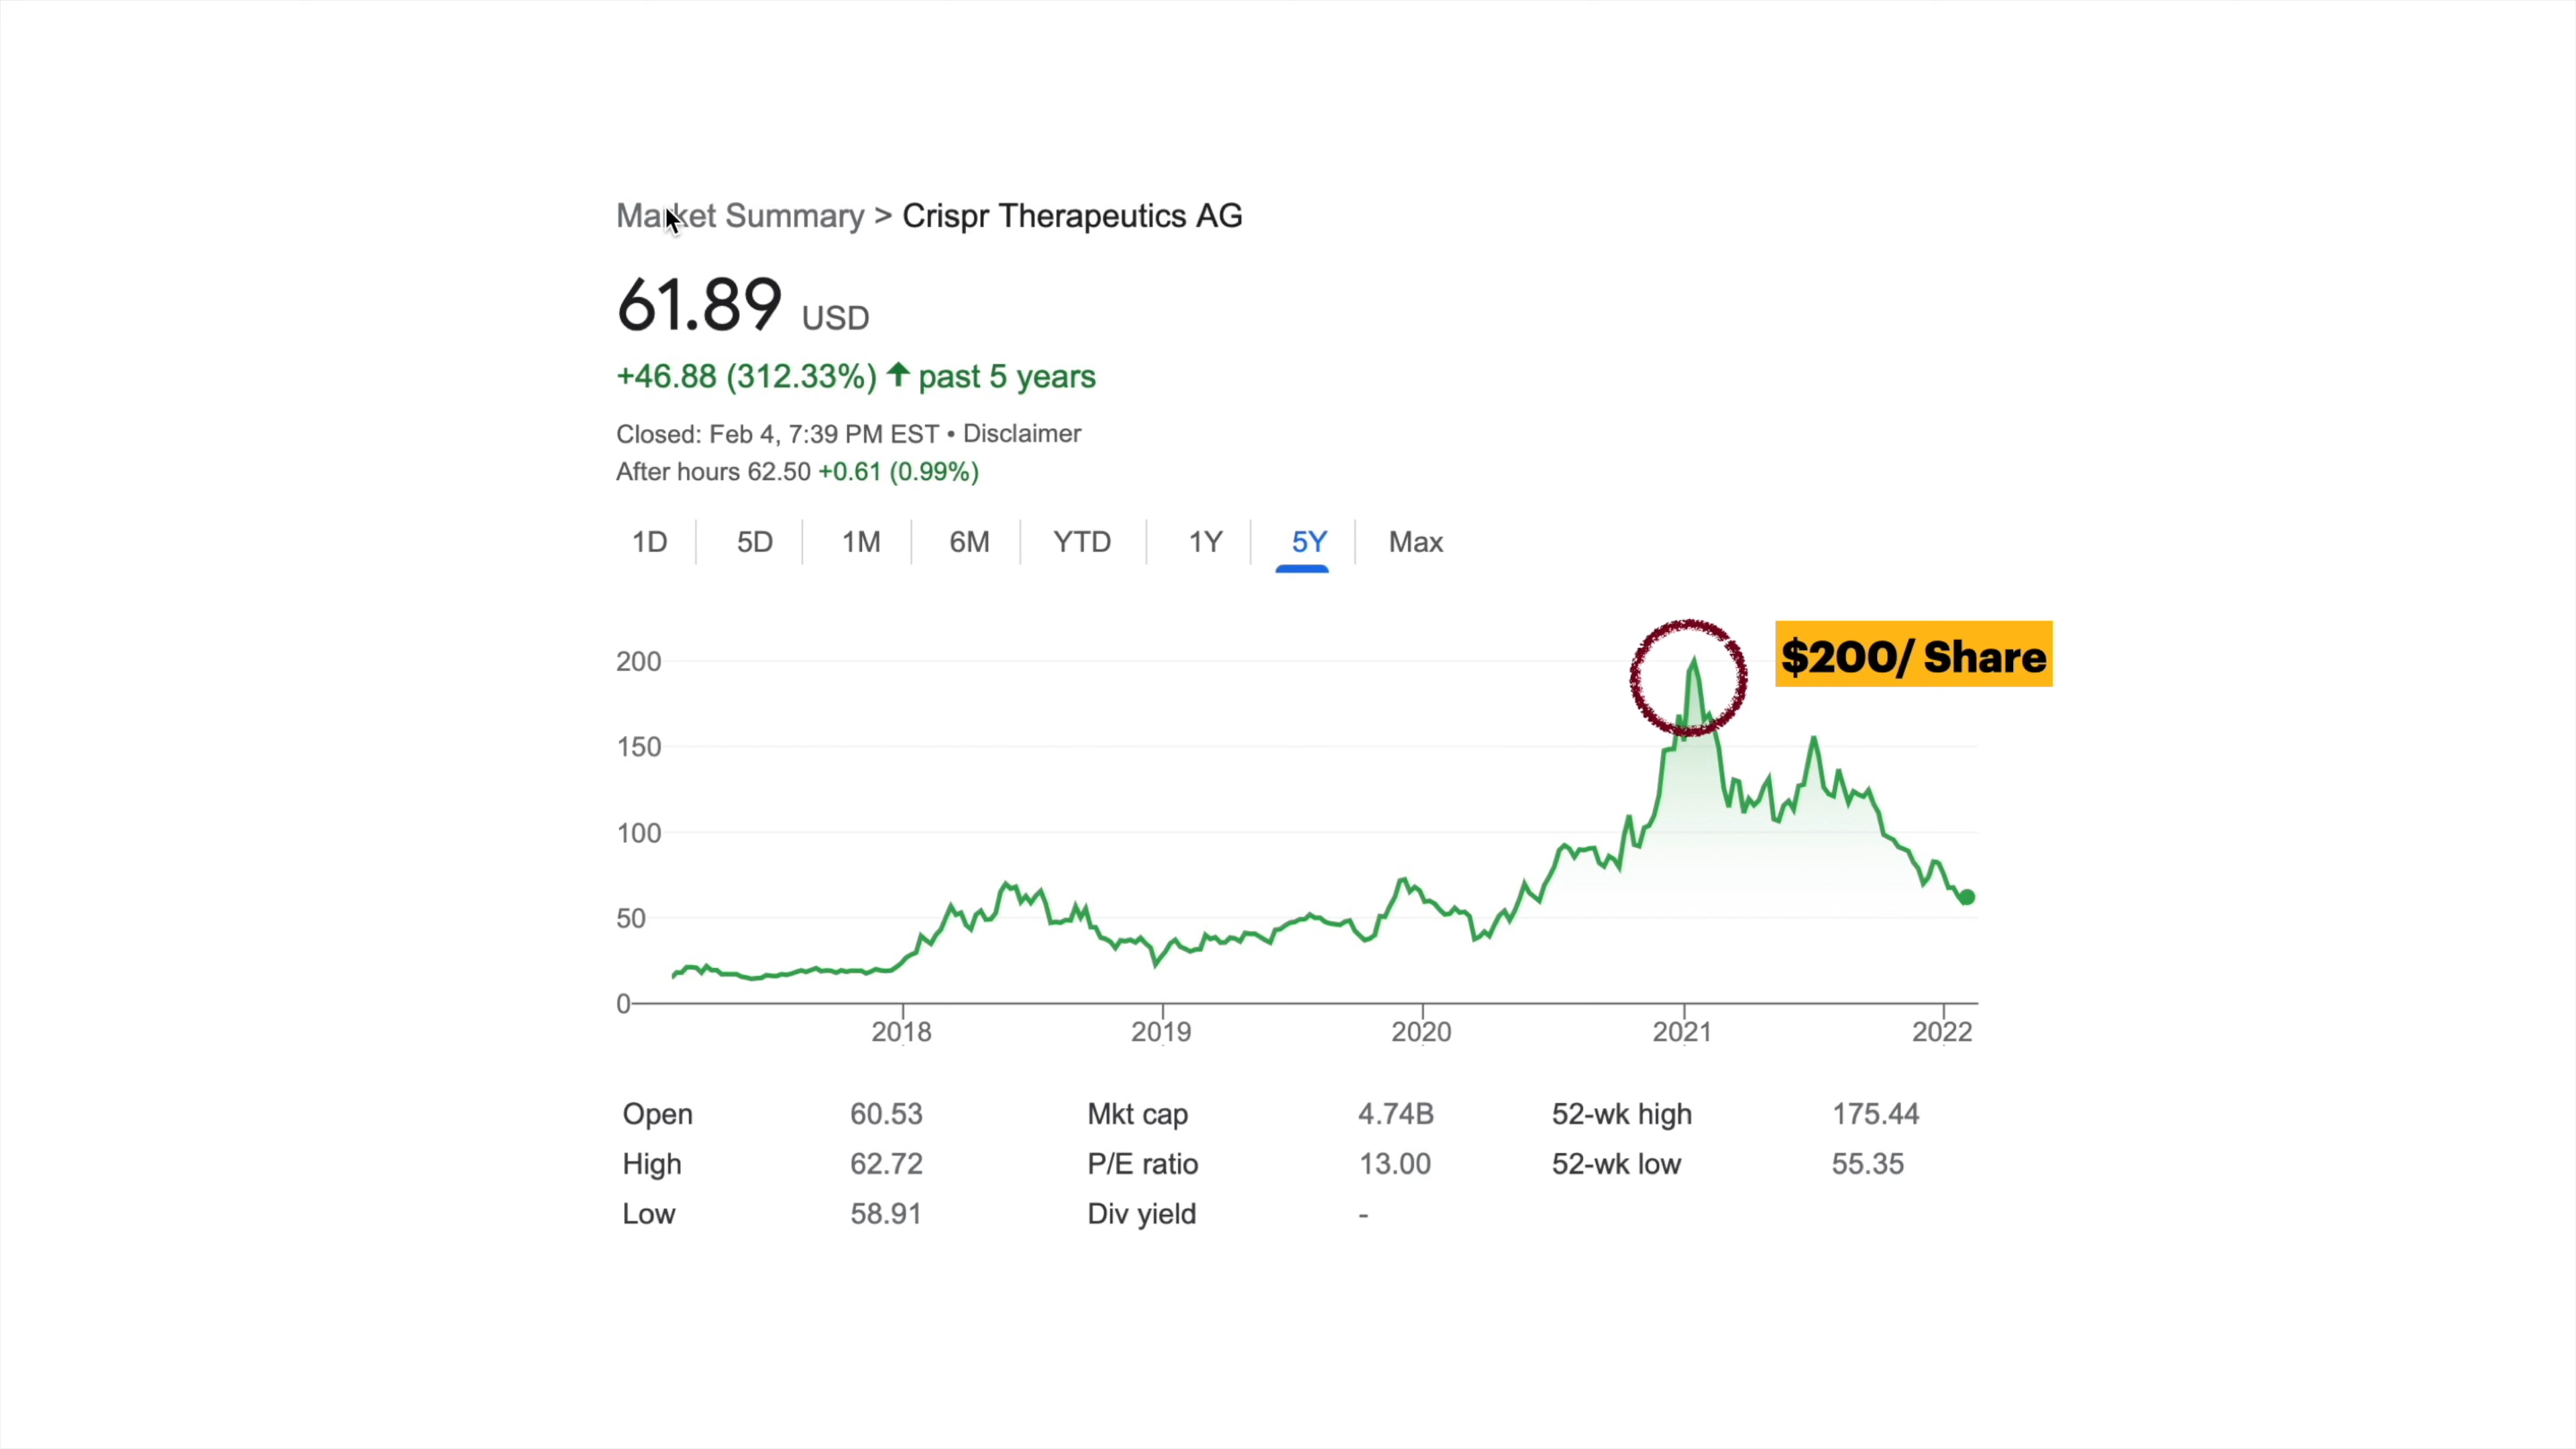 Market Summary > Crispr Therapeutics AG
61.89 USD
+46.88 (312.33%) ↑ past 5 years
Closed: Feb 4, 7:39 PM EST • Disclaimer
After hours 62.50 +0.61 (0.99%)
1D 5D 1M 6M YTD 1Y 5Y Max
$200/ Share
200
150
100
50
0
2018 2019 2020 2021 2022
Open 60.53 Mkt cap 4.74B 52-wk high 175.44
High 62.72 P/E ratio 13.00 52-wk low 55.35
Low 58.91 Div yield -